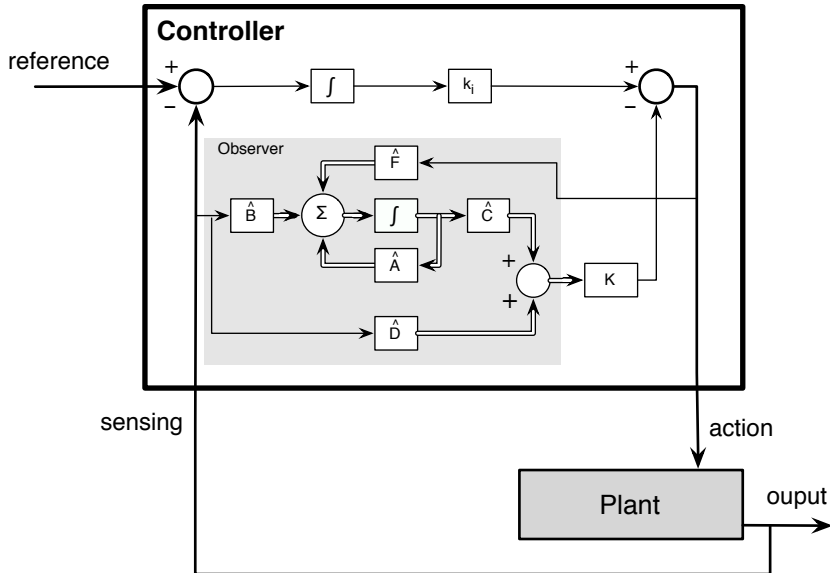 Controller
reference
+
−
∫
kᵢ
+
−
Observer
F̂
B̂
Σ
∫
Ĉ
Â
+
+
K
D̂
sensing
action
Plant
ouput